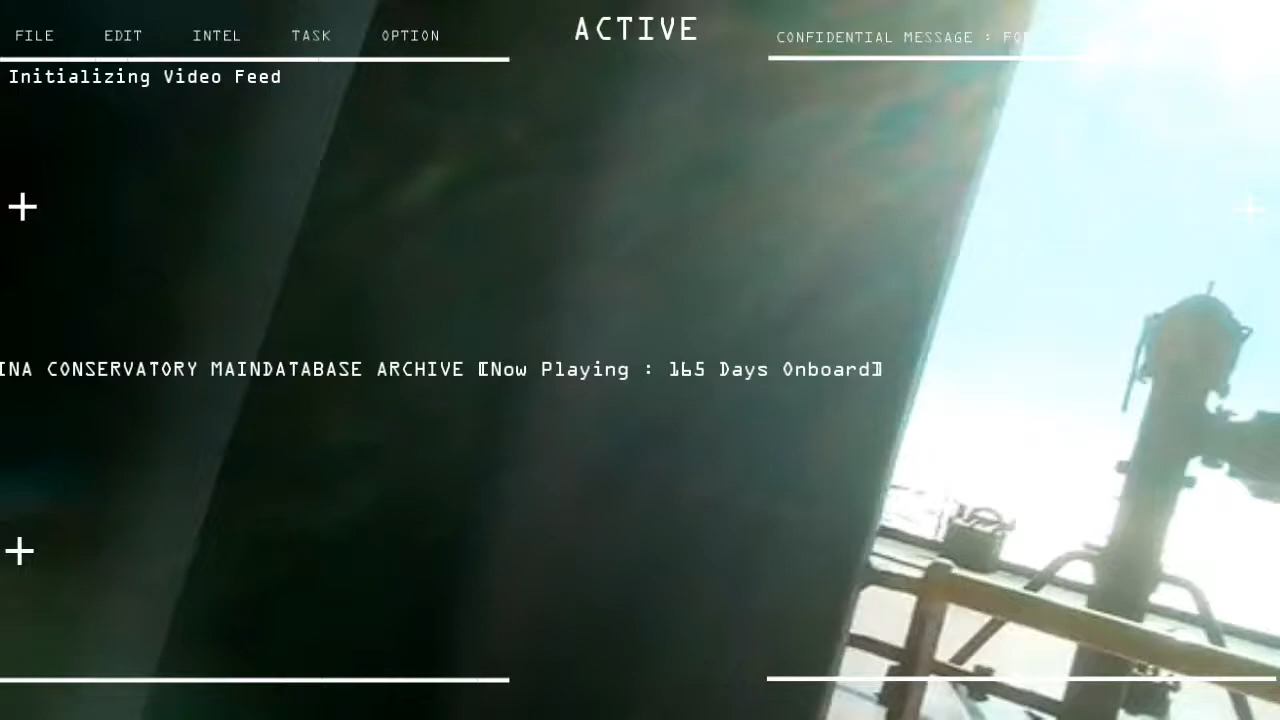 FILE EDIT INTEL TASK OPTION
ACTIVE
CONFIDENTIAL MESSAGE :
Initializing Video Feed
CONSERVATORY MAINDATABASE ARCHIVE [Now Playing : 165 Days Onboard]